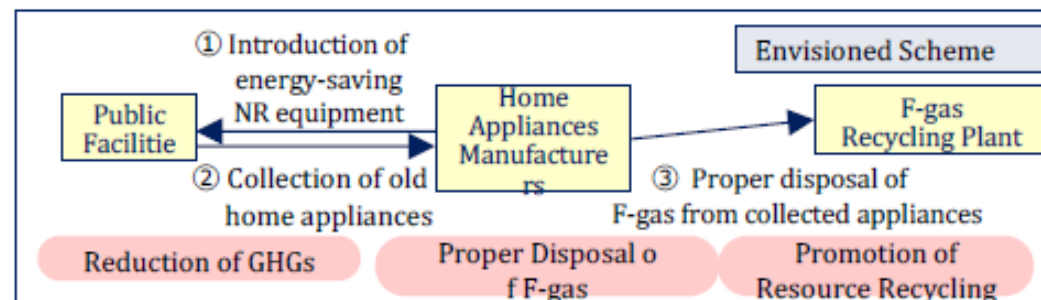 ① Introduction of
energy-saving
NR equipment
Envisioned Scheme
Public
Facilitie
Home
Appliances
Manufacture
rs
F-gas
Recycling Plant
② Collection of old
home appliances
③ Proper disposal of
F-gas from collected appliances
Reduction of GHGs
Proper Disposal o
f F-gas
Promotion of
Resource Recycling